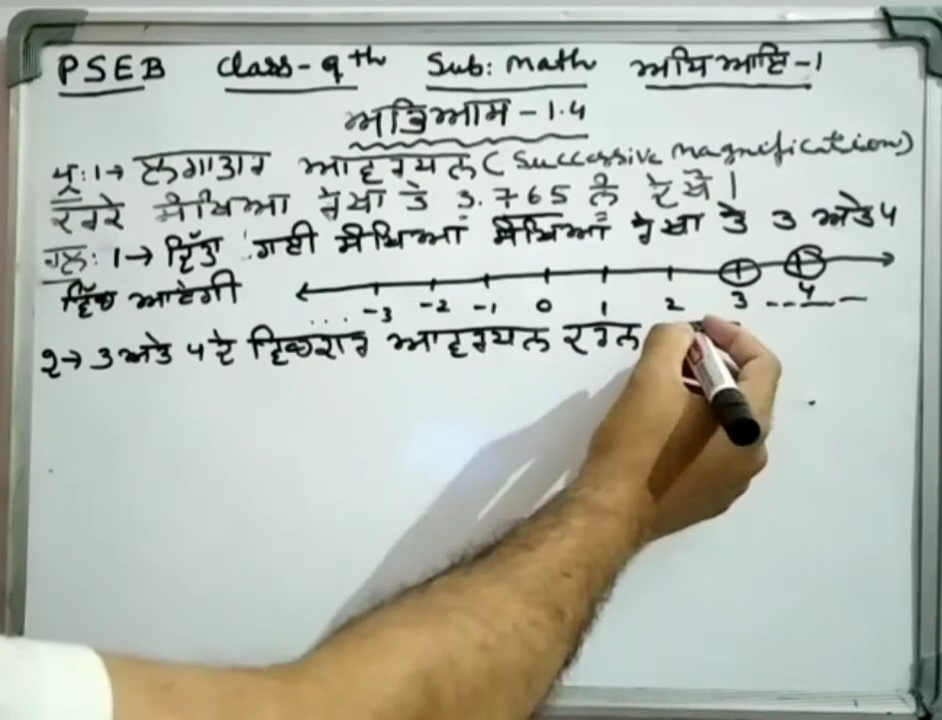 PSEB Class-9th Sub: Math ਅਧਿਆਇ-1
ਅਭਿਆਸ-1.4
ਪ੍ਰ:1→ ਲਗਾਤਾਰ ਆਵਰਧਨ (Successive Magnification)
ਕਰਕੇ ਸੰਖਿਆ ਰੇਖਾ ਤੇ 3.765 ਨੂੰ ਦੇਖੋ।
ਹਲ: 1→ ਦਿੱਤੀ ਗਈ ਸੰਖਿਆ ਸੰਖਿਆ ਰੇਖਾ ਤੇ 3 ਅਤੇ 4
ਵਿੱਚ ਆਵੇਗੀ
... -3 -2 -1 0 1 2 3 4
2→ 3 ਅਤੇ 4 ਦੇ ਵਿਚਕਾਰ ਆਵਰਧਨ ਕਰਨ